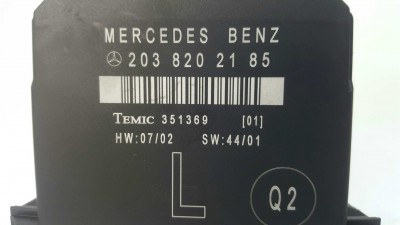 MERCEDES BENZ
203 820 21 85
TEMIC 351369 [01]
HW:07/02 SW:44/01
L Q2